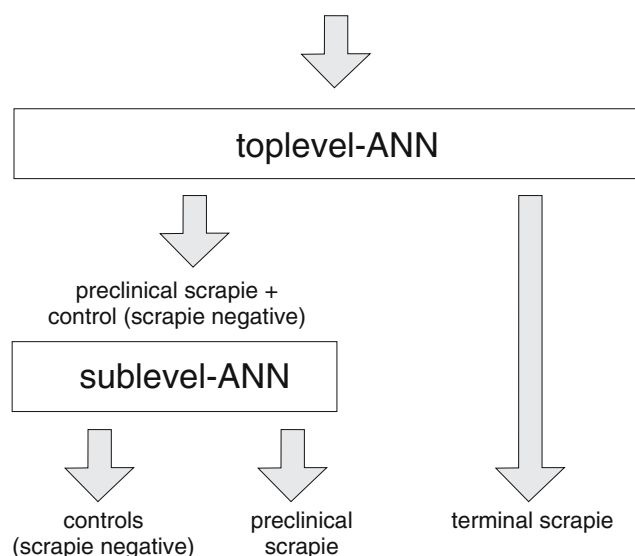 toplevel-ANN
preclinical scrapie +
control (scrapie negative)
sublevel-ANN
controls
(scrapie negative)
preclinical
scrapie
terminal scrapie